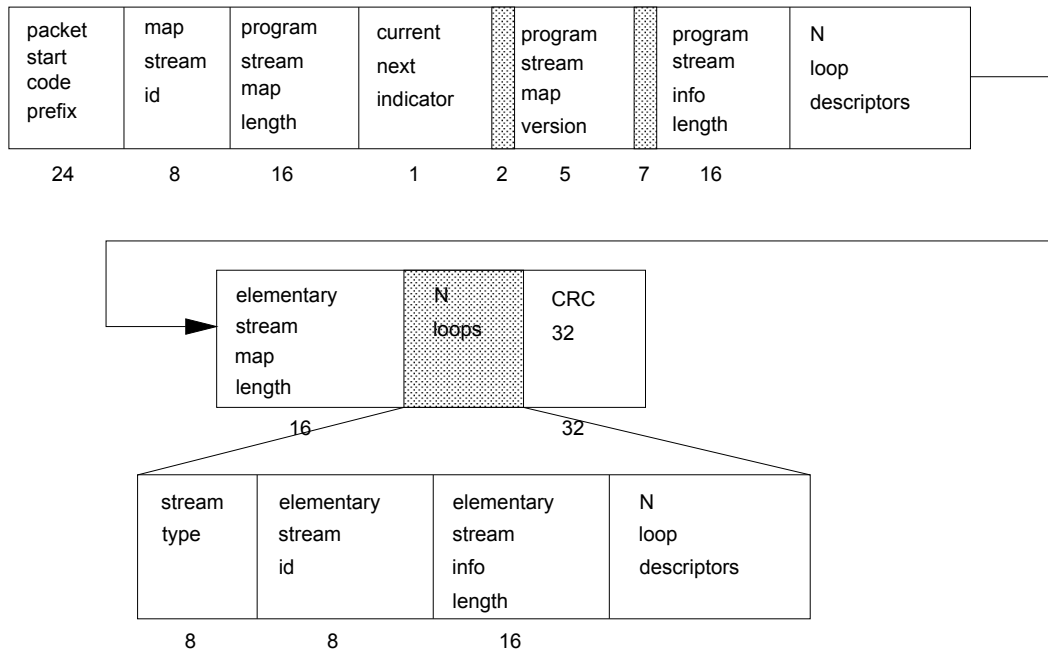 packet
start
code
prefix
map
stream
id
program
stream
map
length
current
next
indicator
program
stream
map
version
program
stream
info
length
N
loop
descriptors
24
8
16
1
2
5
7
16
elementary
stream
map
length
N
loops
CRC
32
16
32
stream
type
elementary
stream
id
elementary
stream
info
length
N
loop
descriptors
8
8
16